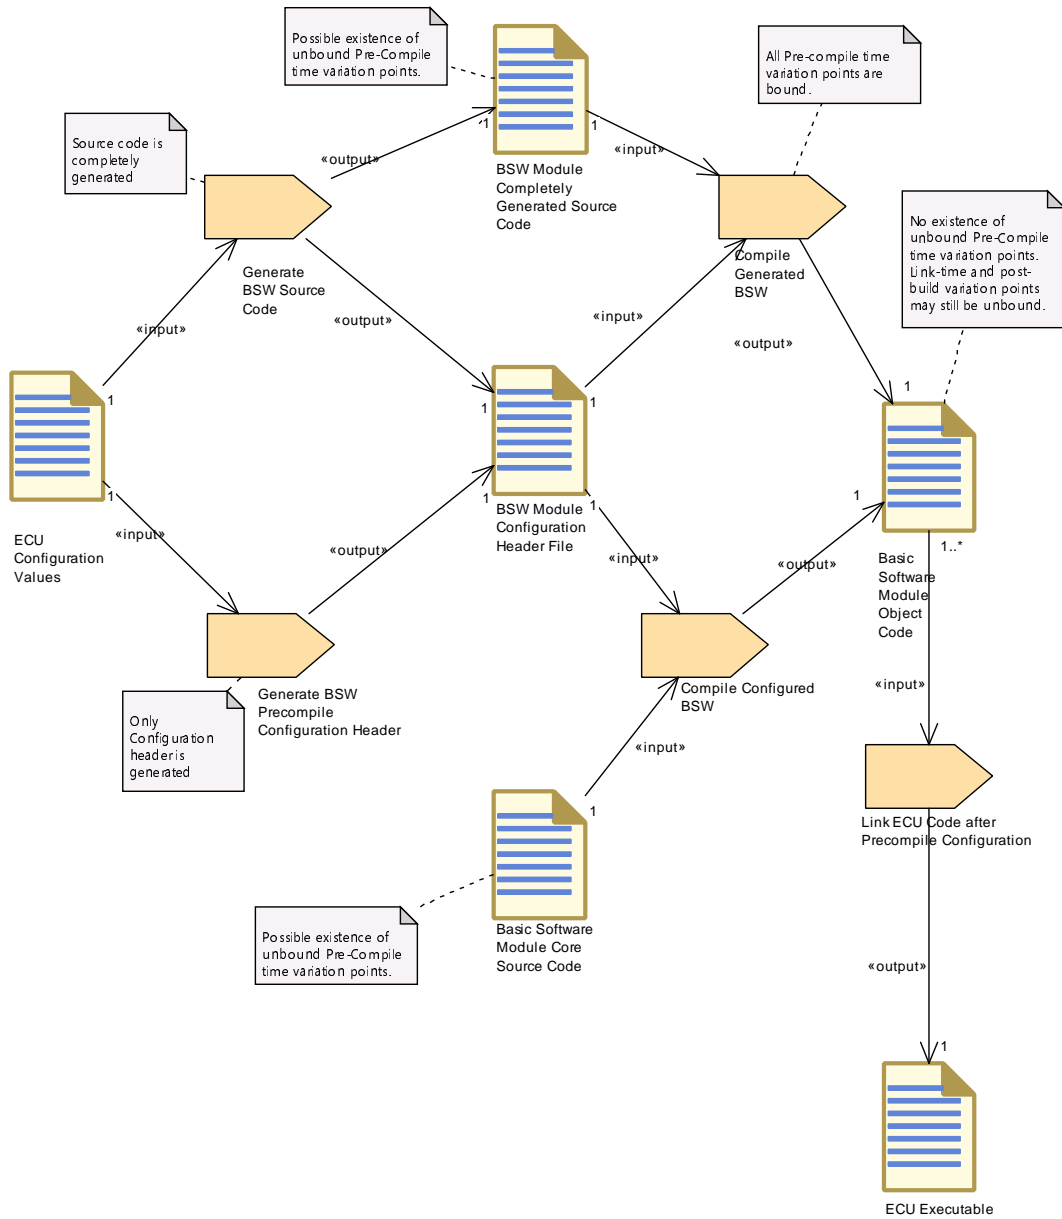 Possible existence of
unbound Pre-Compile
time variation points.
All Pre-compile time
variation points are
bound.
Source code is
completely
generated
1
1
«output»
«input»
BSW Module
Completely
Generated Source
Code
No existence of
unbound Pre-Compile
time variation points.
Link-time and post-
build variation points
may still be unbound.
Generate
BSW Source
Code
Compile
Generated
BSW
«input»
«output»
«input»
«output»
1
1
1
1
1
1
1
1
«input»
ECU
Configuration
Values
BSW Module
Configuration
Header File
«output»
«input»
«output»
1..*
Basic
Software
Module
Object
Code
Generate BSW
Precompile
Configuration Header
Compile Configured
BSW
«input»
Only
Configuration
header is
generated
«input»
1
Link ECU Code after
Precompile Configuration
Possible existence of
unbound Pre-Compile
time variation points.
Basic Software
Module Core
Source Code
«output»
1
ECU Executable